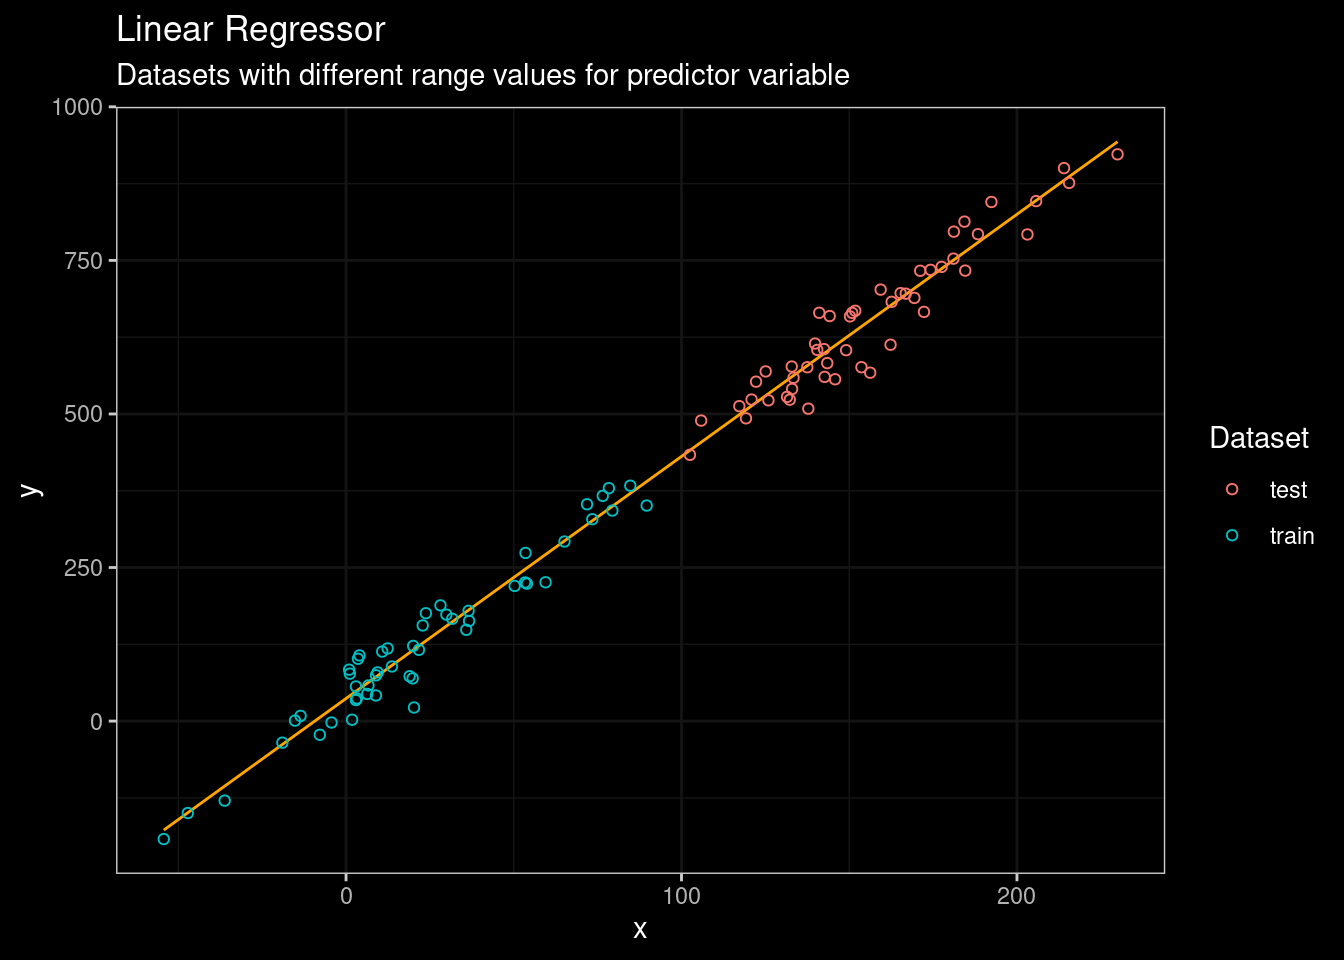 Linear Regressor
Datasets with different range values for predictor variable
1000
750
500
250
0
y
0 100 200
x
Dataset
test
train